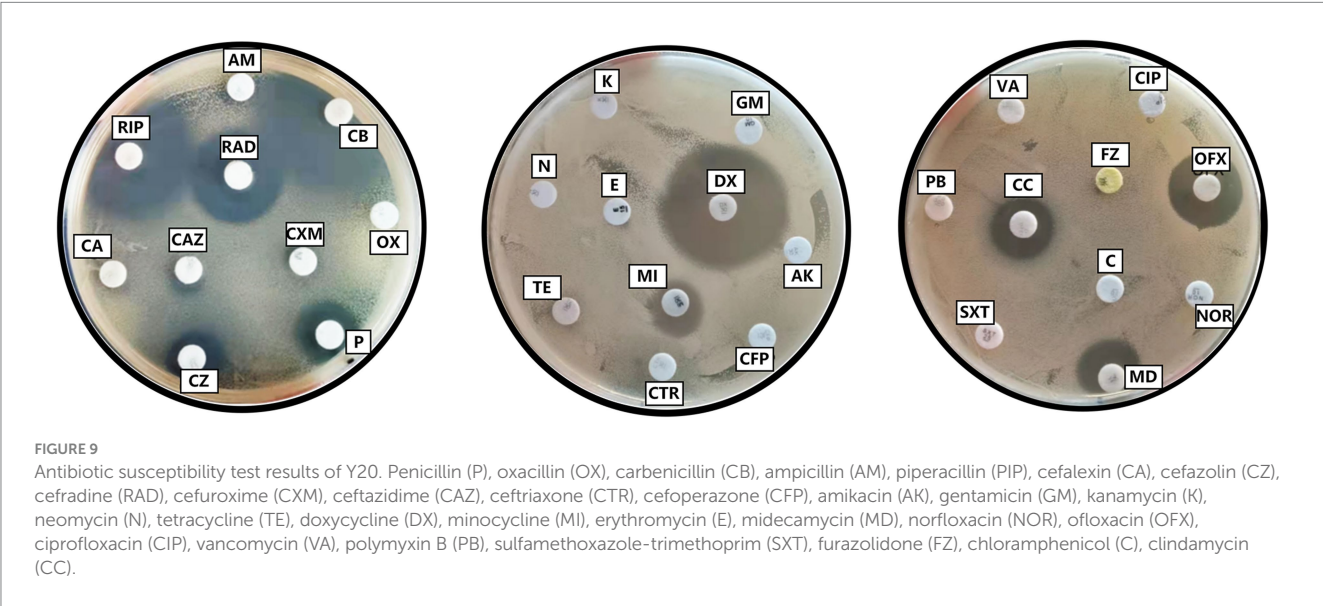 AM
CB
RIP
RAD
OX
CA
CAZ
CXM
P
CZ
K
GM
N
E
DX
AK
MI
TE
CFP
CTR
VA
CIP
FZ
OFX
PB
CC
C
NOR
SXT
MD
FIGURE 9
Antibiotic susceptibility test results of Y20. Penicillin (P), oxacillin (OX), carbenicillin (CB), ampicillin (AM), piperacillin (PIP), cefalexin (CA), cefazolin (CZ),
cefradine (RAD), cefuroxime (CXM), ceftazidime (CAZ), ceftriaxone (CTR), cefoperazone (CFP), amikacin (AK), gentamicin (GM), kanamycin (K),
neomycin (N), tetracycline (TE), doxycycline (DX), minocycline (MI), erythromycin (E), midecamycin (MD), norfloxacin (NOR), ofloxacin (OFX),
ciprofloxacin (CIP), vancomycin (VA), polymyxin B (PB), sulfamethoxazole-trimethoprim (SXT), furazolidone (FZ), chloramphenicol (C), clindamycin
(CC).